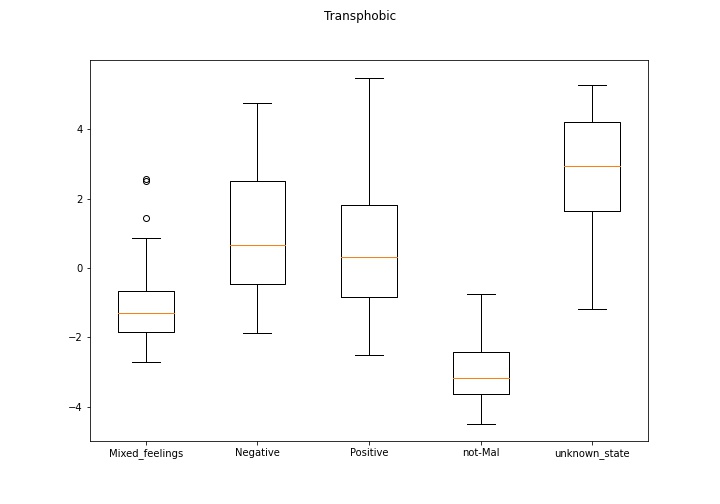 Transphobic
4
2
0
−2
−4
Mixed_feelings Negative Positive not-Mal unknown_state